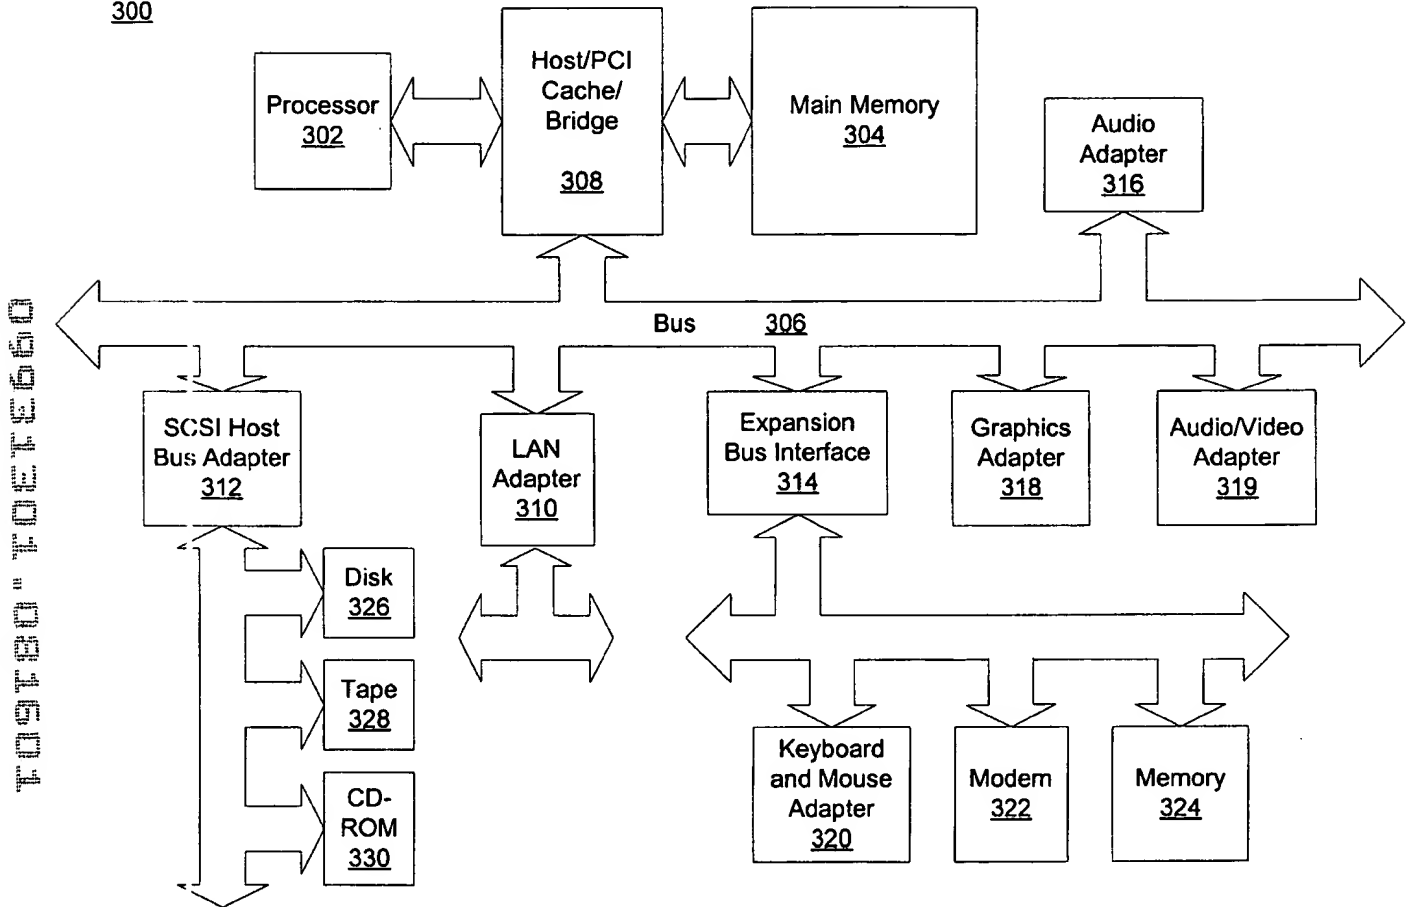 300
Processor
302
Host/PCI
Cache/
Bridge
308
Main Memory
304
Audio
Adapter
316
Bus 306
SCSI Host
Bus Adapter
312
LAN
Adapter
310
Expansion
Bus Interface
314
Graphics
Adapter
318
Audio/Video
Adapter
319
Disk
326
Tape
328
CD-
ROM
330
Keyboard
and Mouse
Adapter
320
Modem
322
Memory
324
09931301.081601